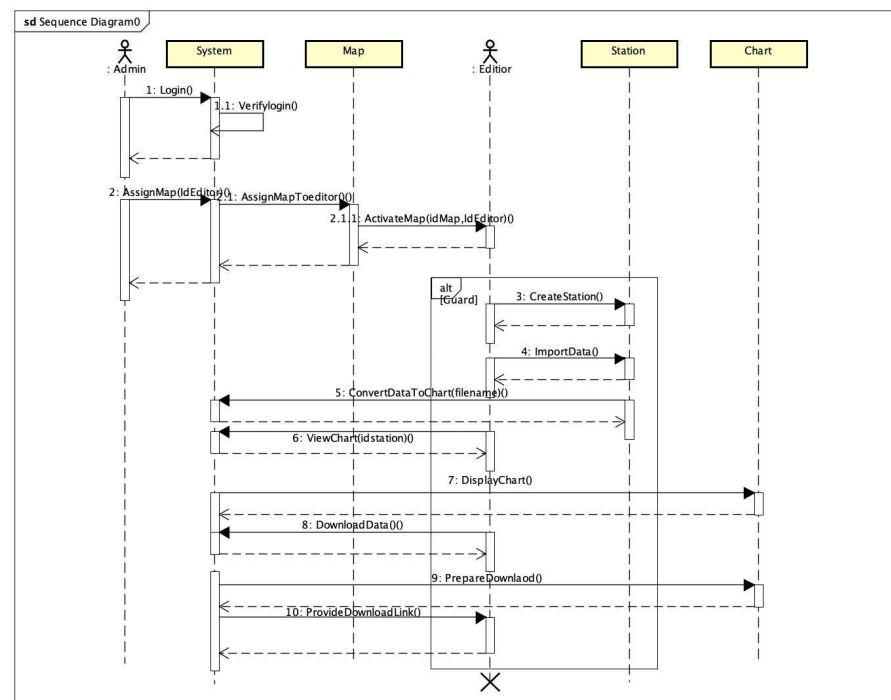 sd Sequence Diagram0
: Admin
System
Map
: Editior
Station
Chart
1: Login()
1.1: Verifylogin()
2: AssignMap(IdEditor)()
2.1: AssignMapToeditor()()
2.1.1: ActivateMap(idMap,IdEditor)()
alt
[Guard]
3: CreateStation()
4: ImportData()
5: ConvertDataToChart(filename)()
6: ViewChart(idstation)()
7: DisplayChart()
8: DownloadData()()
9: PrepareDownlaod()
10: ProvideDownloadLink()